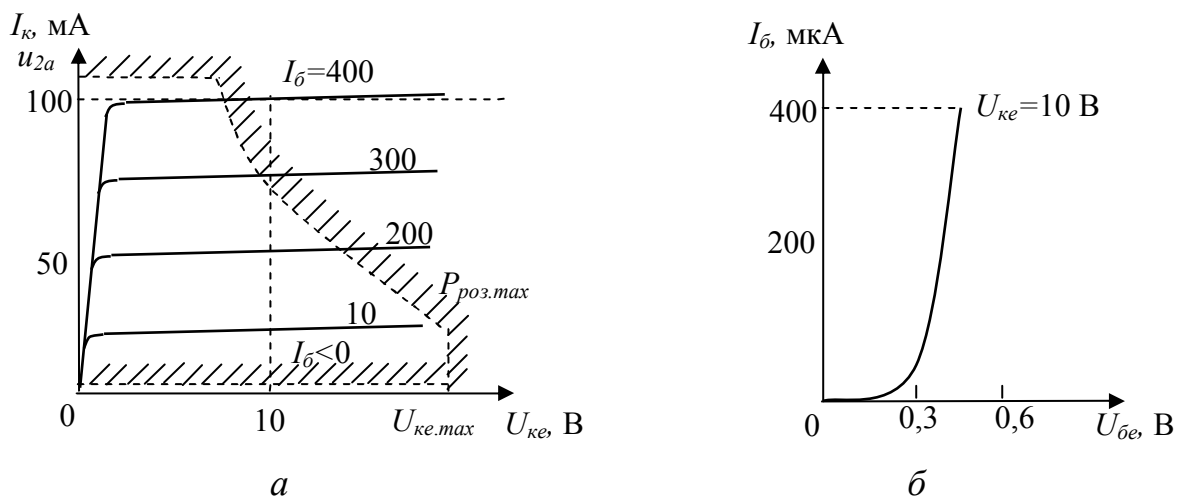 Iк, мА
u2a
100
50
0
Iб=400
300
200
10
Pроз.max
Iб<0
10
Uке.max
Uке, В
а
Iб, мкА
400
200
0
Uке=10 В
0,3
0,6
Uбе, В
б